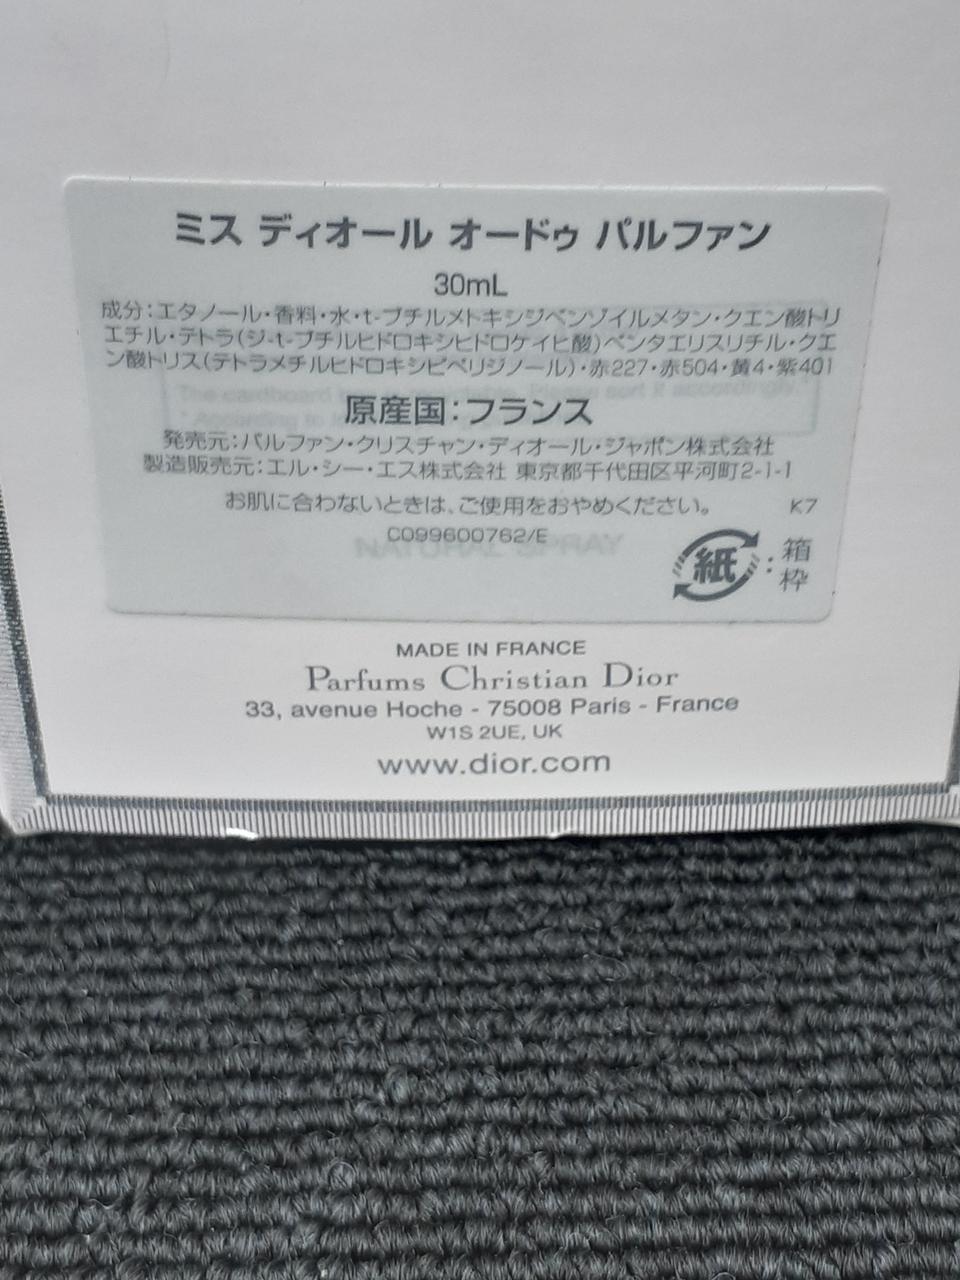 ミス ディオール オードゥ パルファン
30mL
成分：エタノール・香料・水・t-ブチルメトキシジベンゾイルメタン・クエン酸トリ
エチル・テトラ(ジ-t-ブチルヒドロキシヒドロケイヒ酸)ペンタエリスリチル・クエ
ン酸トリス(テトラメチルヒドロキシピペリジノール)・赤227・赤504・黄4・紫401
The cardboard
sort it accordingly.
* According to
原産国：フランス
発売元：パルファン・クリスチャン・ディオール・ジャポン株式会社
製造販売元：エル・シー・エス株式会社 東京都千代田区平河町2-1-1
お肌に合わないときは、ご使用をおやめください。 K7
C099600762/E
NATURAL SPRAY
紙：箱
枠
MADE IN FRANCE
Parfums Christian Dior
33, avenue Hoche - 75008 Paris - France
W1S 2UE, UK
www.dior.com